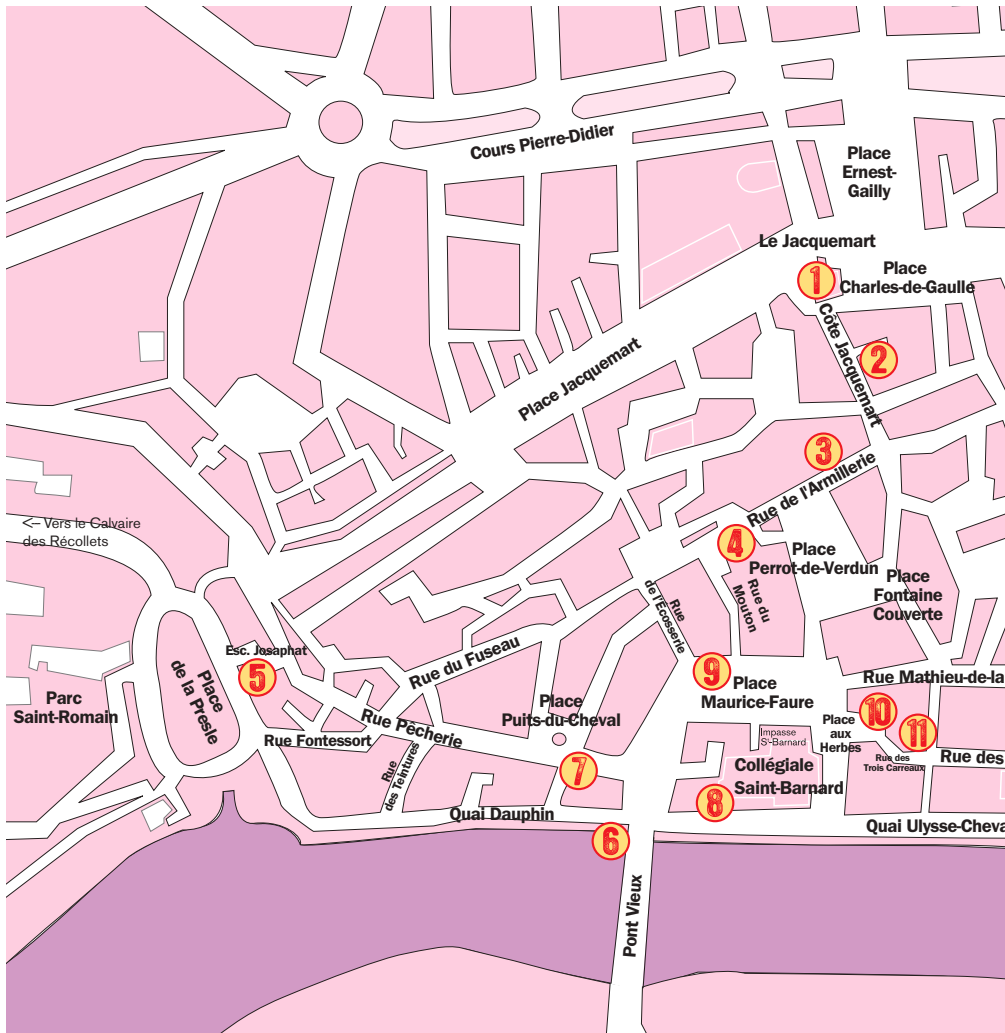 Cours Pierre-Didier
Place
Ernest-
Gailly
Le Jacquemart
1
Place
Charles-de-Gaulle
Côte Jacquemart
2
Place Jacquemart
3
Rue de l'Armillerie
4
Place
Perrot-de-Verdun
<– Vers le Calvaire
des Récollets
Rue
de l'Écosserie
Rue du
Mouton
Place
Fontaine
Couverte
Esc. Josaphat
5
Place
de la Presle
Parc
Saint-Romain
Rue du Fuseau
9
Place
Maurice-Faure
Rue Mathieu-de-la
Place
Puits-du-Cheval
Rue Pêcherie
Rue Fontessort
Rue
des Teintures
10
11
Place
aux
Herbes
Impasse
St-Barnard
Rue des
Trois Carreaux
Rue des
7
Collégiale
Saint-Barnard
8
Quai Dauphin
6
Quai Ulysse-Cheva
Pont Vieux